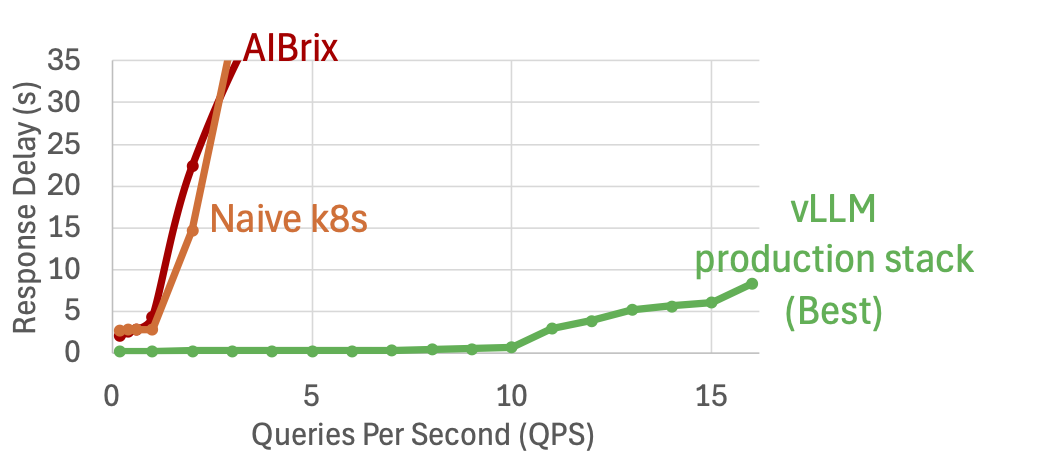 AIBrix
35
30
25
20
15
10
5
0
Response Delay (s)
Naive k8s
vLLM
production stack
(Best)
0 5 10 15
Queries Per Second (QPS)